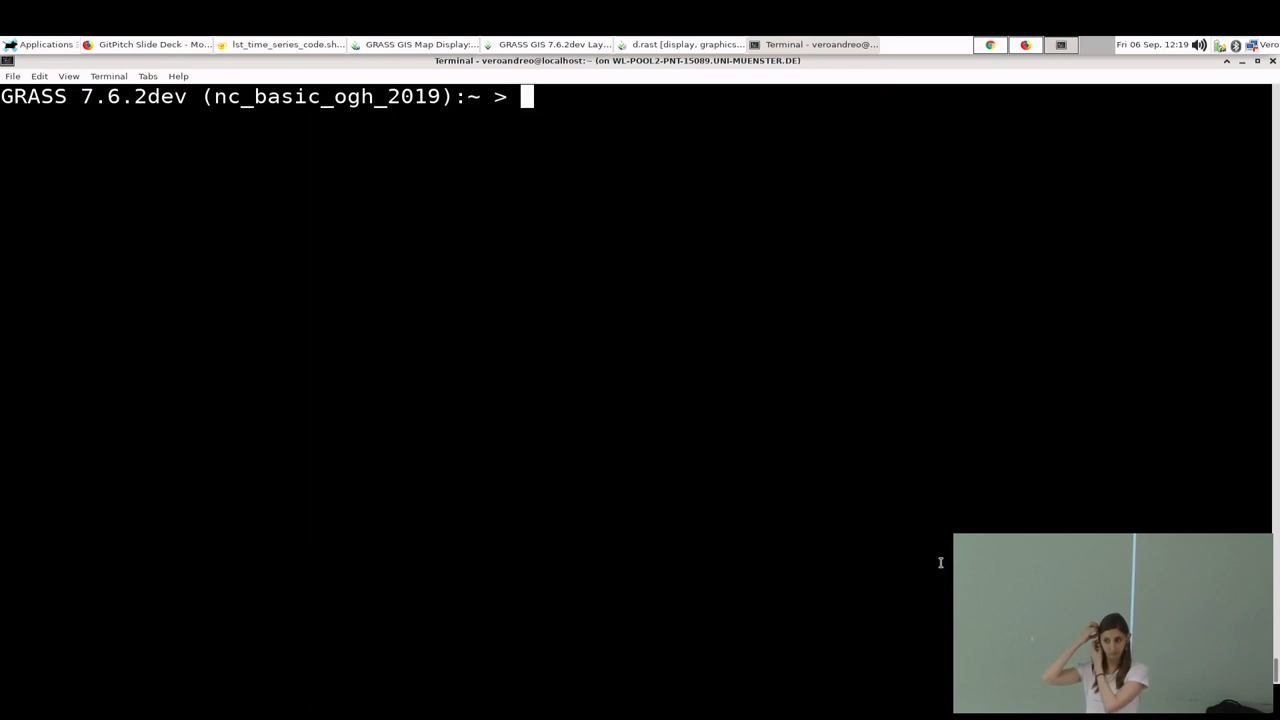 Applications
GitPitch Slide Deck - Mo...
lst_time_series_code.sh...
GRASS GIS Map Display:...
GRASS GIS 7.6.2dev Lay...
d.rast [display, graphics...
Terminal - veroandreo@...
Fri 06 Sep, 12:19
Vero
Terminal - veroandreo@localhost:~ (on WL-POOL2-PNT-15089.UNI-MUENSTER.DE)
File Edit View Terminal Tabs Help
GRASS 7.6.2dev (nc_basic_ogh_2019):~ >